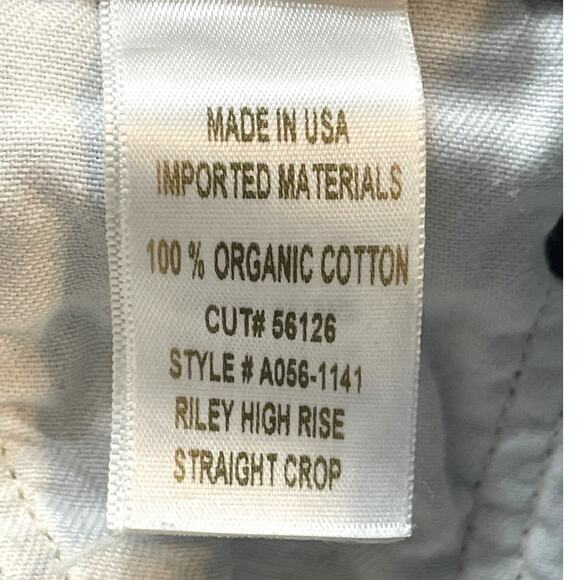 MADE IN USA
IMPORTED MATERIALS
100 % ORGANIC COTTON
CUT# 56126
STYLE # A056-1141
RILEY HIGH RISE
STRAIGHT CROP